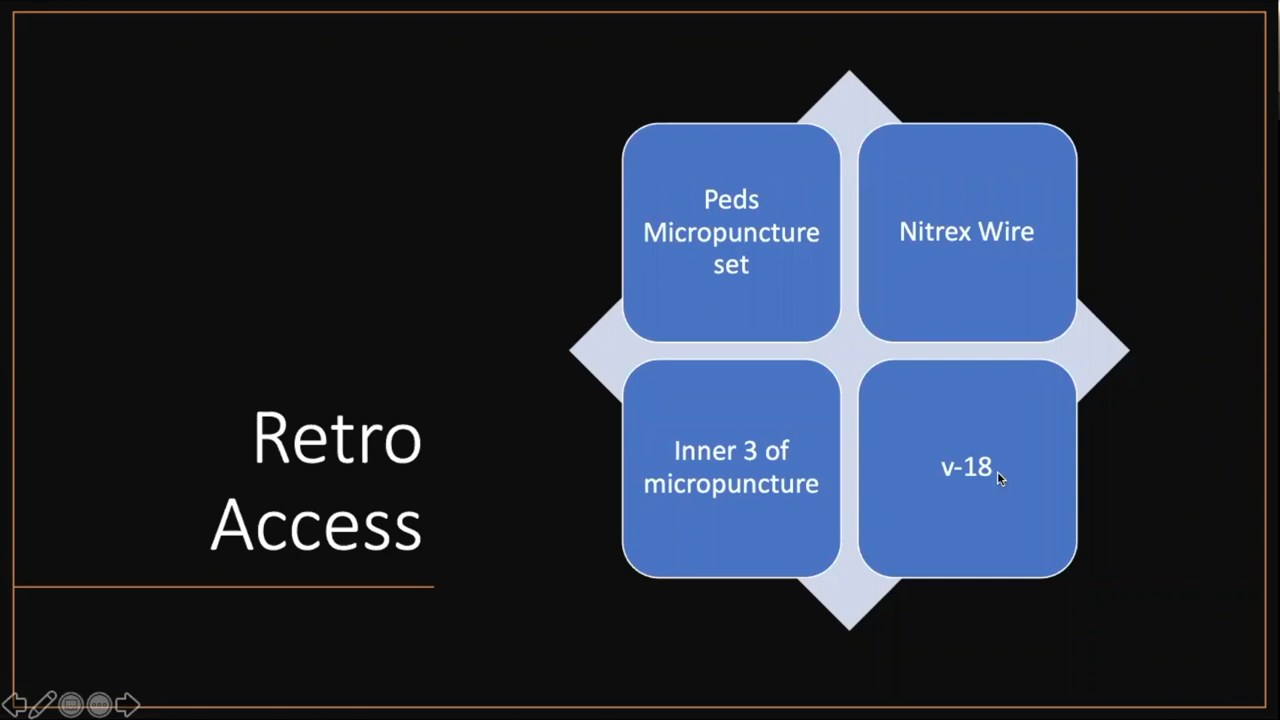 Retro
Access
Peds
Micropuncture
set
Nitrex Wire
Inner 3 of
micropuncture
v-18